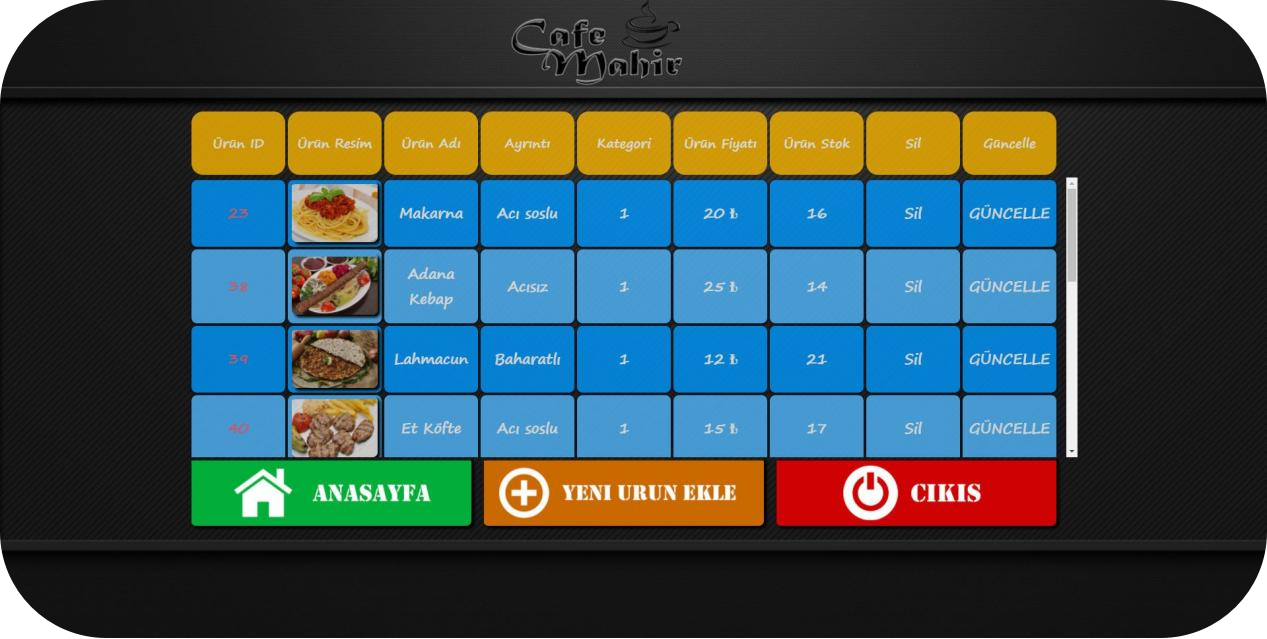 Cafe
Mahir
Ürün ID Ürün Resim Ürün Adı Ayrıntı Kategori Ürün Fiyatı Ürün Stok Sil Güncelle
23 Makarna Acı soslu 1 20 ₺ 16 Sil GÜNCELLE
38 Adana Kebap Acısız 1 25 ₺ 14 Sil GÜNCELLE
39 Lahmacun Baharatlı 1 12 ₺ 21 Sil GÜNCELLE
40 Et Köfte Acı soslu 1 15 ₺ 17 Sil GÜNCELLE
ANASAYFA YENI URUN EKLE CIKIS